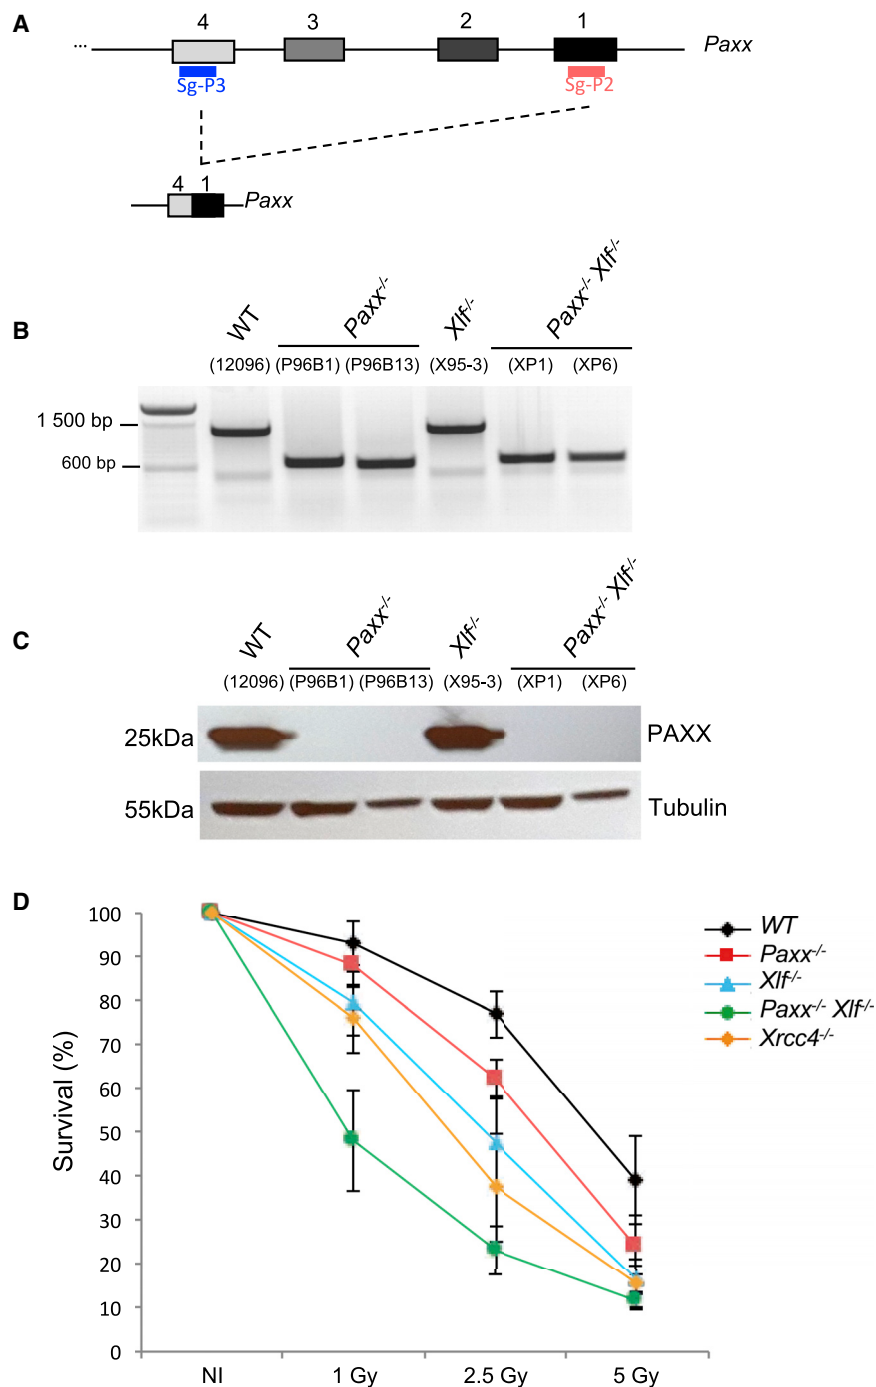 A
4 3 2 1
... Paxx
Sg-P3 Sg-P2
4 1
Paxx
B
WT Paxx-/- Xlf-/- Paxx-/- Xlf-/-
(12096) (P96B1) (P96B13) (X95-3) (XP1) (XP6)
1 500 bp
600 bp
C
WT Paxx-/- Xlf-/- Paxx-/- Xlf-/-
(12096) (P96B1) (P96B13) (X95-3) (XP1) (XP6)
25kDa PAXX
55kDa Tubulin
D
Survival (%)
100
90
80
70
60
50
40
30
20
10
0
NI 1 Gy 2.5 Gy 5 Gy
WT
Paxx-/-
Xlf-/-
Paxx-/- Xlf-/-
Xrcc4-/-